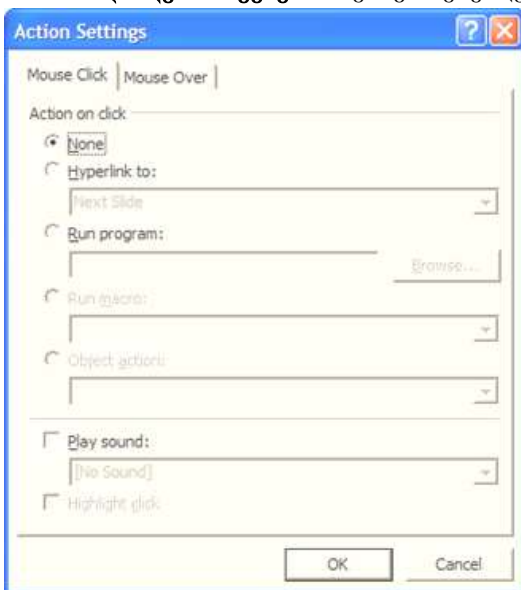 Action Settings
Mouse Click Mouse Over
Action on click
None
Hyperlink to:
Next Slide
Run program:
Browse...
Run macro:
Object action:
Play sound:
[No Sound]
Highlight click
OK Cancel